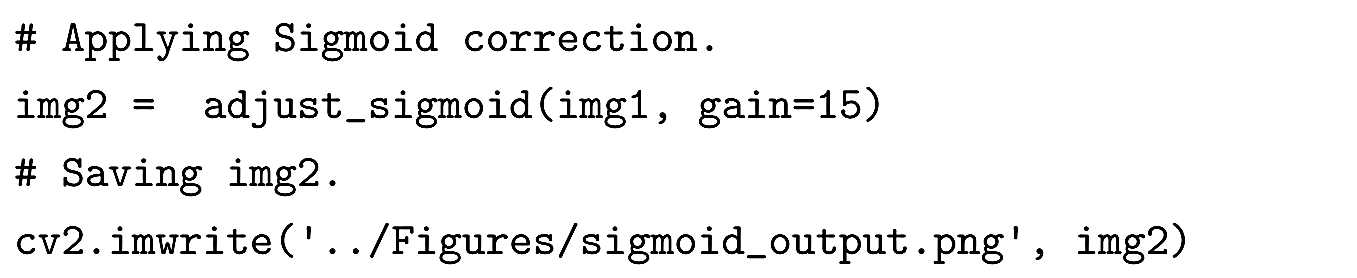 # Applying Sigmoid correction.
img2 =  adjust_sigmoid(img1, gain=15)
# Saving img2.
cv2.imwrite('../Figures/sigmoid_output.png', img2)